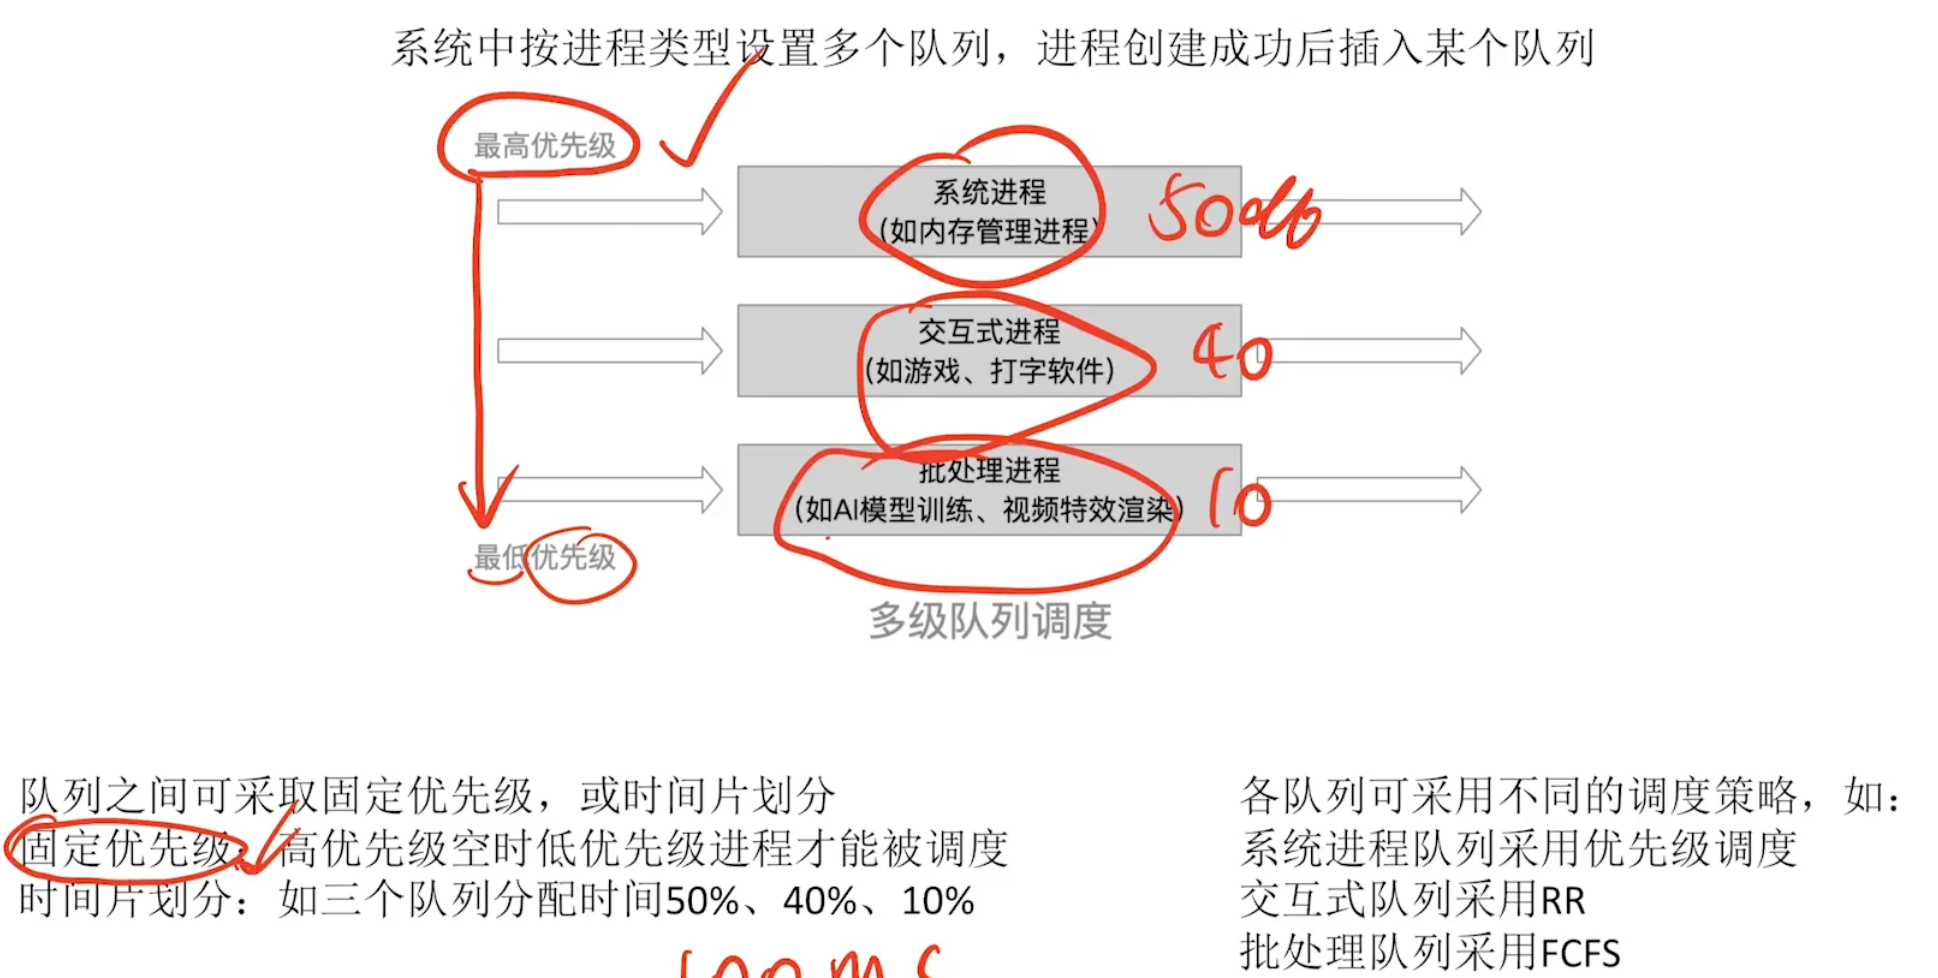 系统中按进程类型设置多个队列，进程创建成功后插入某个队列
最高优先级
系统进程
（如内存管理进程）
50%
交互式进程
（如游戏、打字软件）
40
批处理进程
（如AI模型训练、视频特效渲染）
10
最低优先级
多级队列调度
队列之间可采取固定优先级，或时间片划分
固定优先级：高优先级空时低优先级进程才能被调度
时间片划分：如三个队列分配时间50%、40%、10%
各队列可采用不同的调度策略，如：
系统进程队列采用优先级调度
交互式队列采用RR
批处理队列采用FCFS
100ms